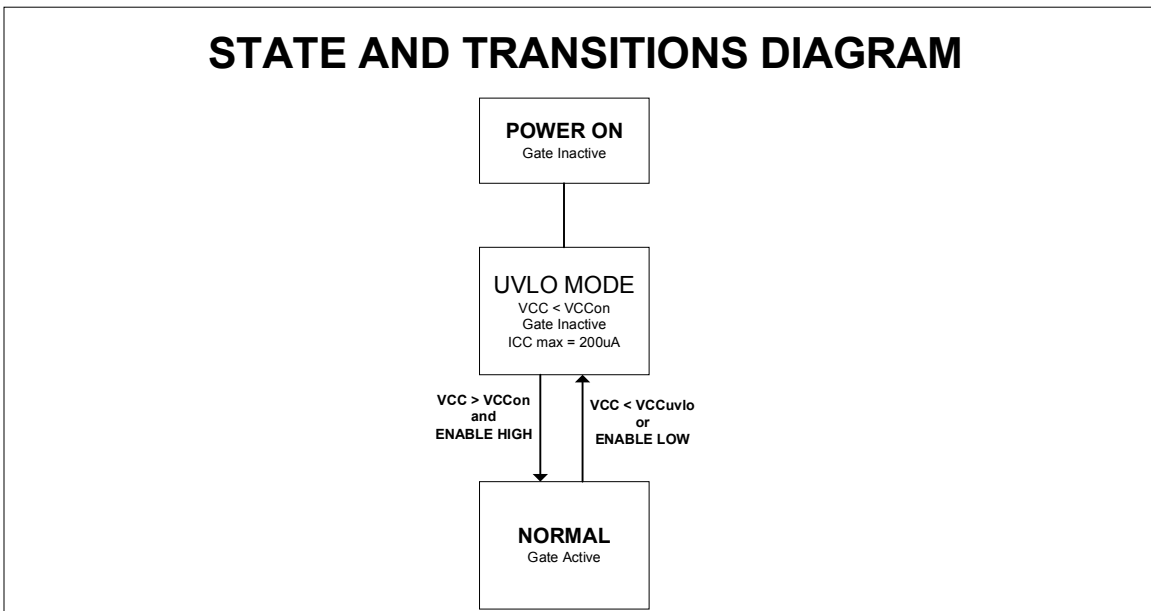 STATE AND TRANSITIONS DIAGRAM
POWER ON
Gate Inactive
UVLO MODE
VCC < VCCon
Gate Inactive
ICC max = 200uA
VCC > VCCon
and
ENABLE HIGH
VCC < VCCuvlo
or
ENABLE LOW
NORMAL
Gate Active